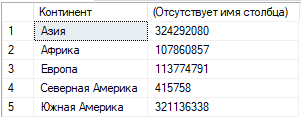 Континент (Отсутствует имя столбца)
1 Азия 324292080
2 Африка 107860857
3 Европа 113774791
4 Северная Америка 415758
5 Южная Америка 321136338